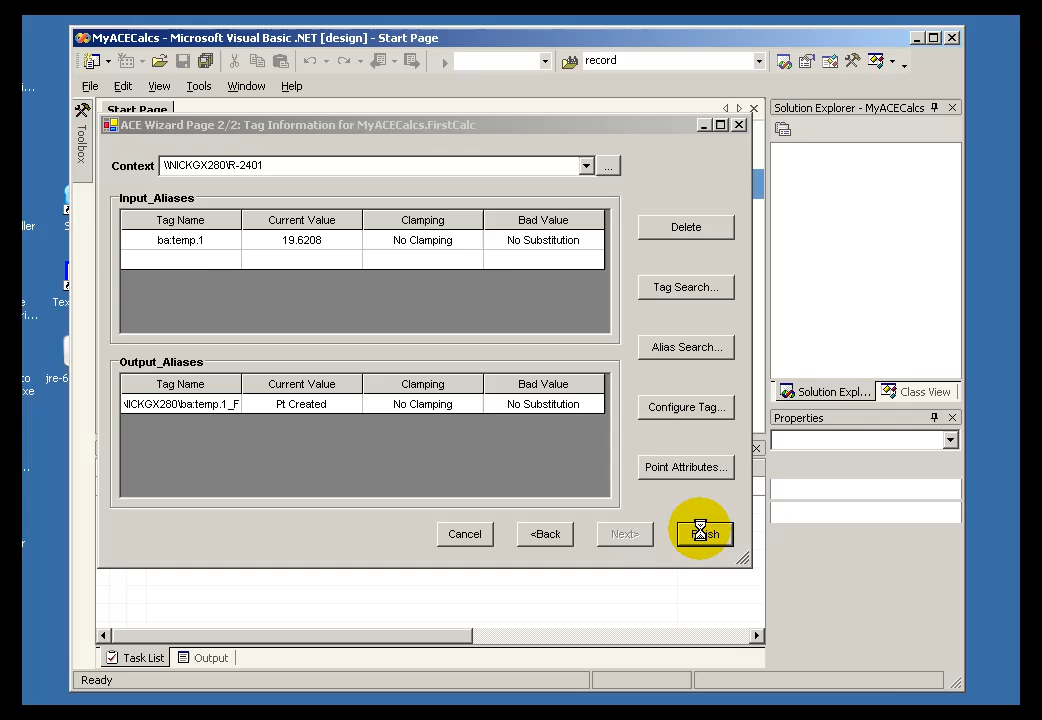 MyACECalcs - Microsoft Visual Basic .NET [design] - Start Page
record
File Edit View Tools Window Help
Start Page
Solution Explorer - MyACECalcs
Toolbox
ACE Wizard Page 2/2: Tag Information for MyACECalcs.FirstCalc
Context \\NICKGX280\R-2401 ...
Input_Aliases
Tag Name Current Value Clamping Bad Value
ba:temp.1 19.6208 No Clamping No Substitution
Delete
Tag Search...
Alias Search...
Output_Aliases
Tag Name Current Value Clamping Bad Value
NICKGX280\ba:temp.1_F Pt Created No Clamping No Substitution
Configure Tag...
Point Attributes...
Cancel <Back Next>
Solution Expl... Class View
Properties
Task List Output
Ready
ller
Tex
jre-6
xe